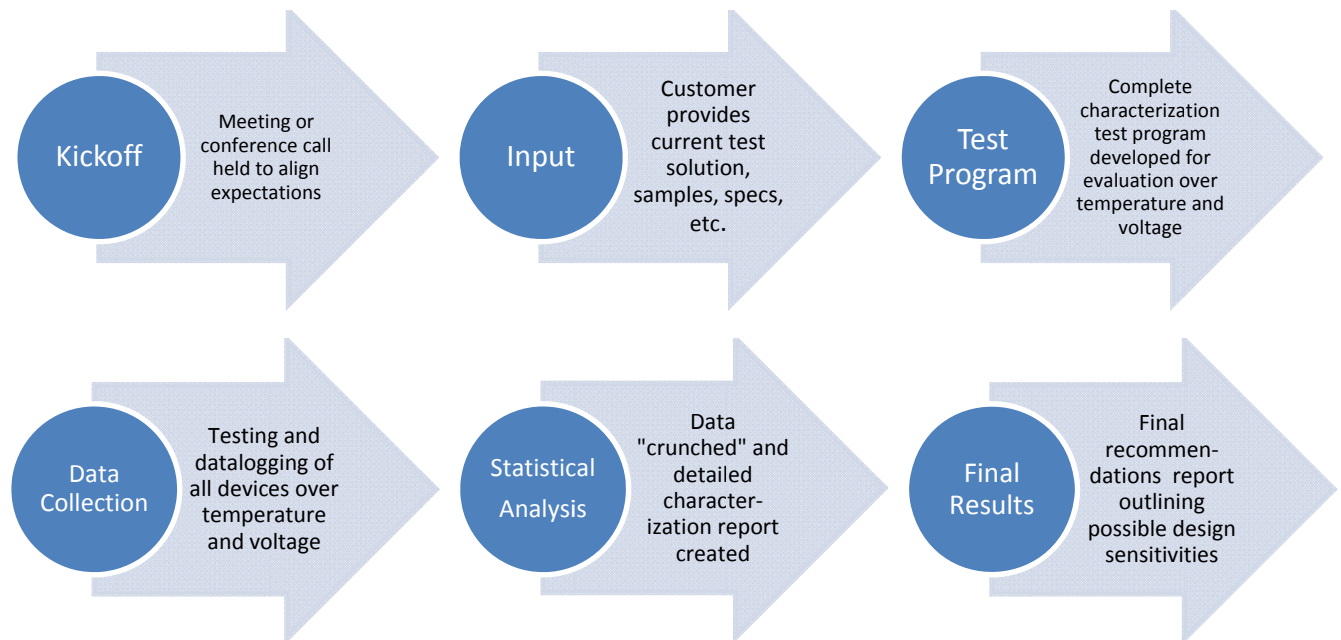 Kickoff
Meeting or
conference call
held to align
expectations
Input
Customer
provides
current test
solution,
samples, specs,
etc.
Test
Program
Complete
characterization
test program
developed for
evaluation over
temperature and
voltage
Data
Collection
Testing and
datalogging of
all devices over
temperature
and voltage
Statistical
Analysis
Data
"crunched" and
detailed
character-
ization report
created
Final
Results
Final
recommen-
dations report
outlining
possible design
sensitivities